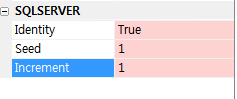 SQLSERVER
Identity True
Seed 1
Increment 1